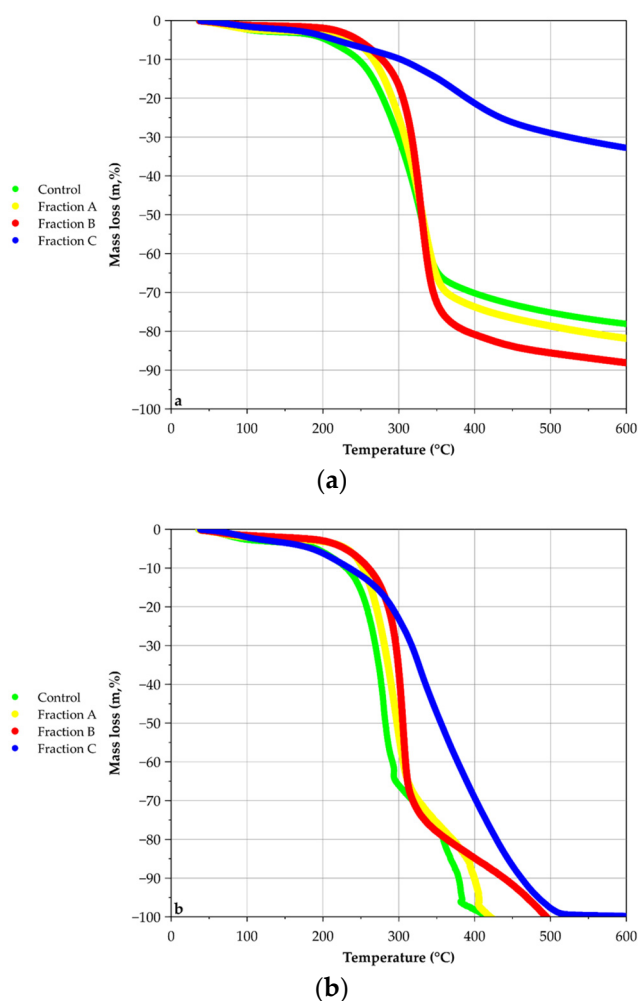 0
−10
−20
−30
−40
−50
−60
−70
−80
−90
−100
Mass loss (m,%)
Control
Fraction A
Fraction B
Fraction C
a
0 100 200 300 400 500 600
Temperature (°C)
(a)
0
−10
−20
−30
−40
−50
−60
−70
−80
−90
−100
Mass loss (m,%)
Control
Fraction A
Fraction B
Fraction C
b
0 100 200 300 400 500 600
Temperature (°C)
(b)